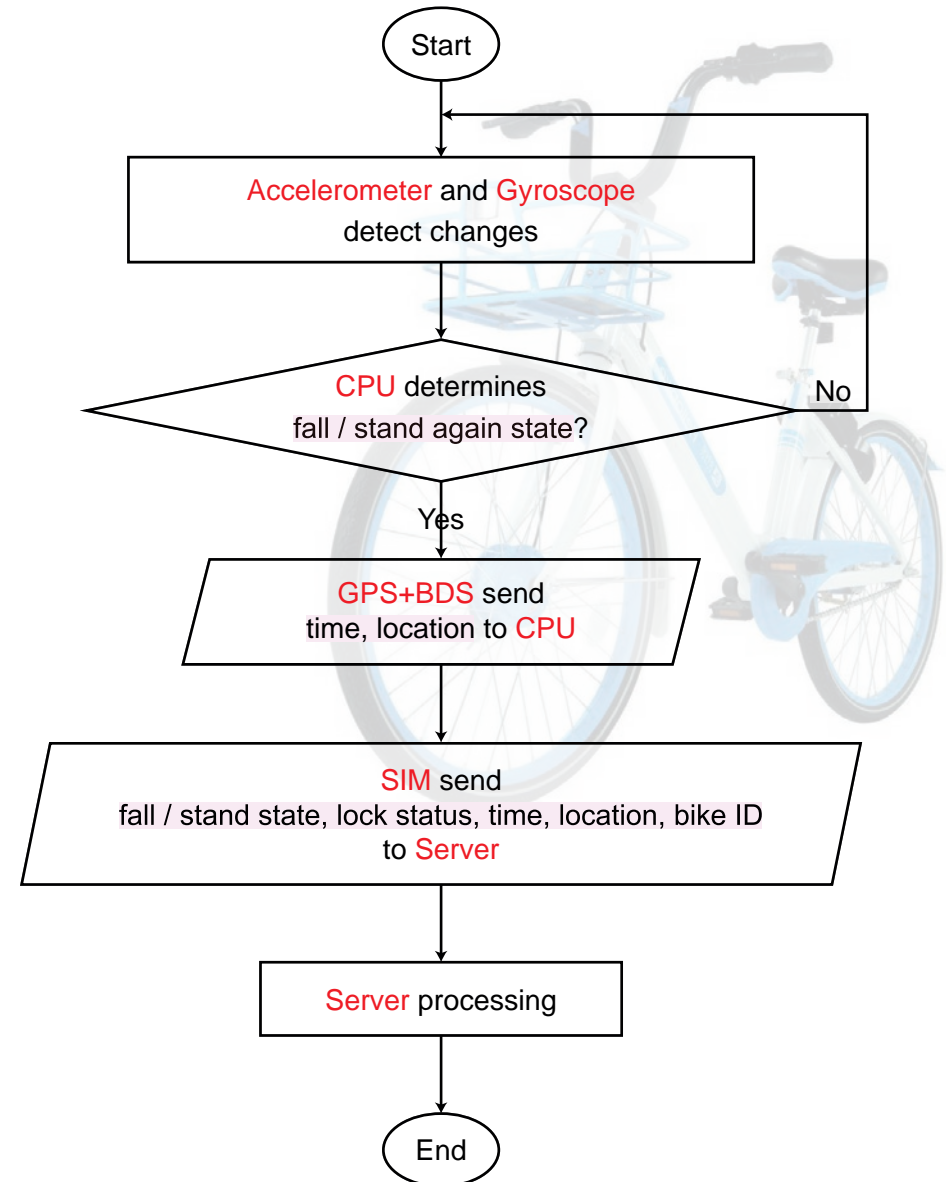 Start
Accelerometer and Gyroscope
detect changes
CPU determines
fall / stand again state?
No
Yes
GPS+BDS send
time, location to CPU
SIM send
fall / stand state, lock status, time, location, bike ID
to Server
Server processing
End